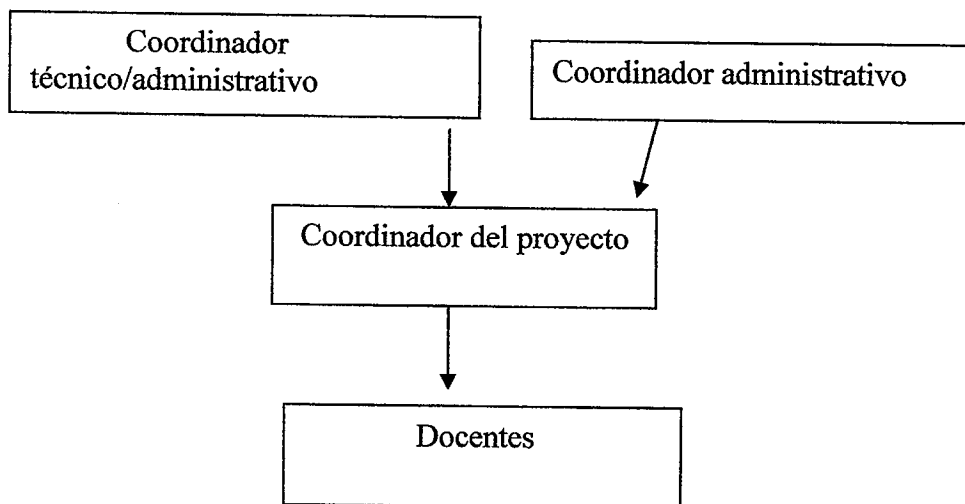 Coordinador
técnico/administrativo
Coordinador administrativo
Coordinador del proyecto
Docentes